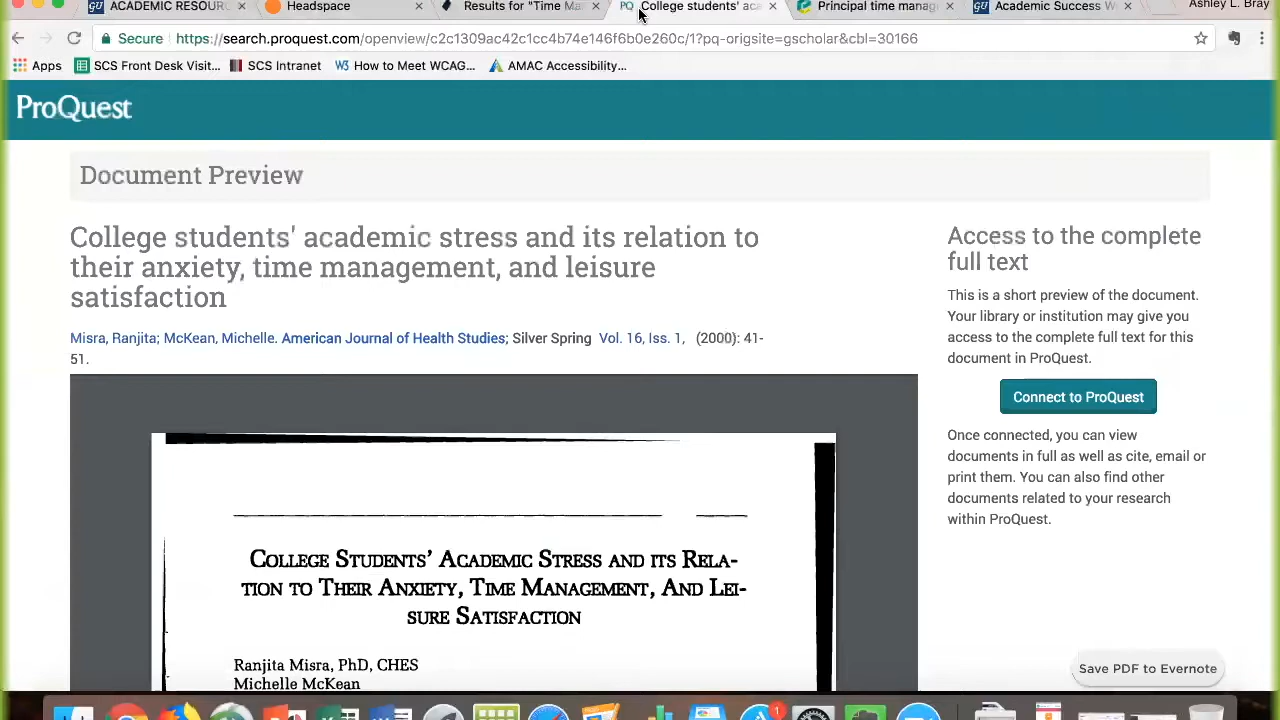 ACADEMIC RESOUR
Headspace
Results for "Time Ma
PQ College students' aca
Principal time manag
GU Academic Success W
Ashley L. Bray
Secure https://search.proquest.com/openview/c2c1309ac42c1cc4b74e146f6b0e260c/1?pq-origsite=gscholar&cbl=30166
Apps SCS Front Desk Visit... SCS Intranet How to Meet WCAG... AMAC Accessibility...
ProQuest
Document Preview
College students' academic stress and its relation to
their anxiety, time management, and leisure
satisfaction
Misra, Ranjita; McKean, Michelle. American Journal of Health Studies; Silver Spring Vol. 16, Iss. 1, (2000): 41-
51.
College Students' Academic Stress and its Rela-
tion to Their Anxiety, Time Management, And Lei-
sure Satisfaction
Ranjita Misra, PhD, CHES
Michelle McKean
Access to the complete
full text
This is a short preview of the document.
Your library or institution may give you
access to the complete full text for this
document in ProQuest.
Connect to ProQuest
Once connected, you can view
documents in full as well as cite, email or
print them. You can also find other
documents related to your research
within ProQuest.
Save PDF to Evernote